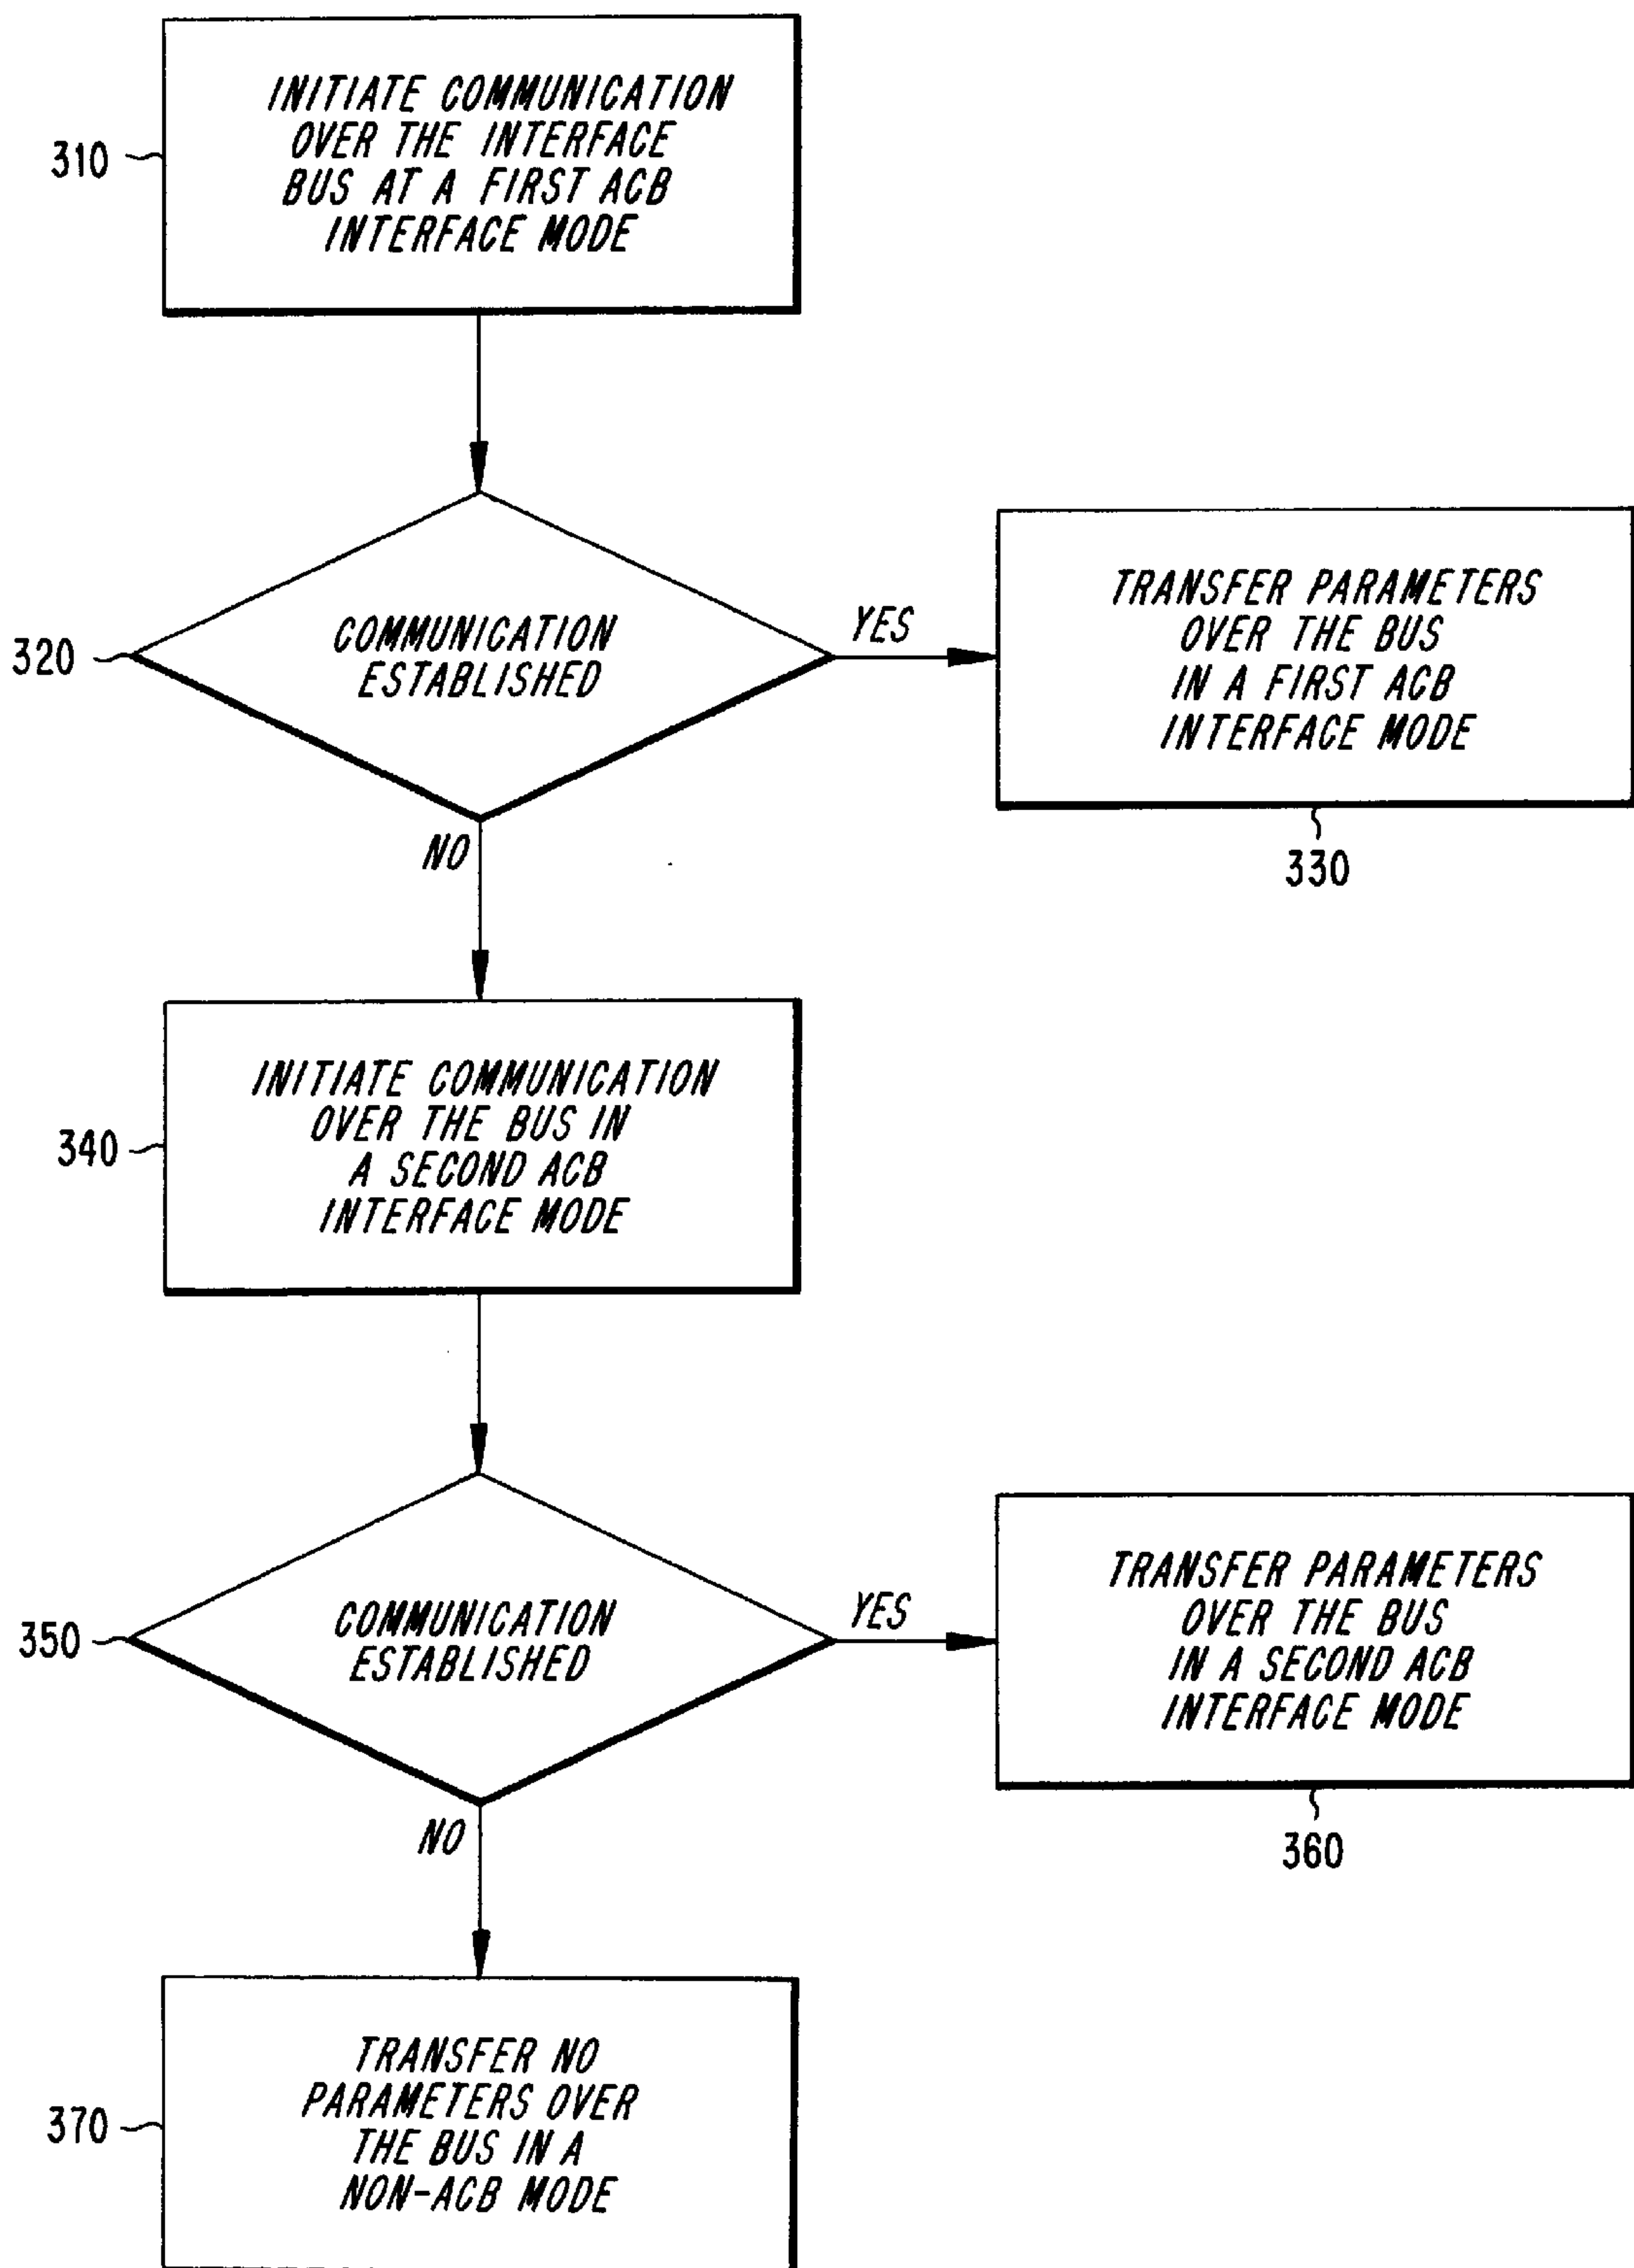 INITIATE COMMUNICATION
OVER THE INTERFACE
BUS AT A FIRST ACB
INTERFACE MODE
310
COMMUNICATION
ESTABLISHED
320
YES
TRANSFER PARAMETERS
OVER THE BUS
IN A FIRST ACB
INTERFACE MODE
330
NO
INITIATE COMMUNICATION
OVER THE BUS IN
A SECOND ACB
INTERFACE MODE
340
COMMUNICATION
ESTABLISHED
350
YES
TRANSFER PARAMETERS
OVER THE BUS
IN A SECOND ACB
INTERFACE MODE
360
NO
TRANSFER NO
PARAMETERS OVER
THE BUS IN A
NON-ACB MODE
370